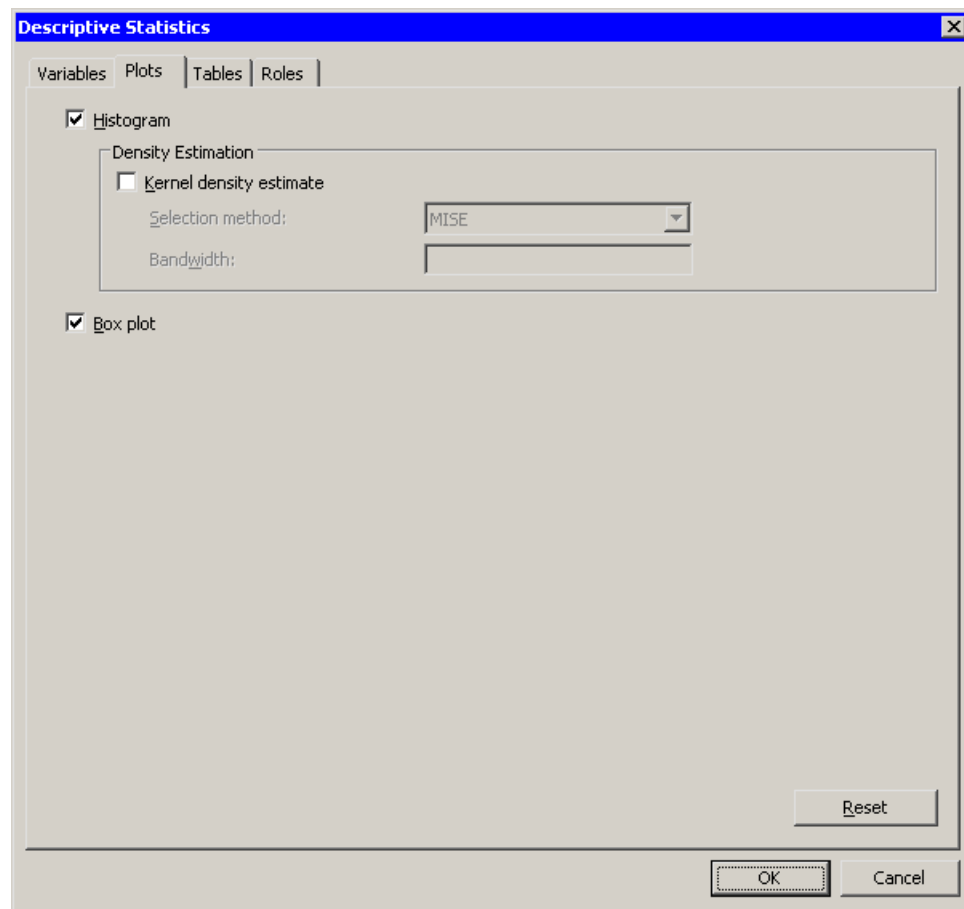 Descriptive Statistics
Variables Plots Tables Roles
Histogram
Density Estimation
Kernel density estimate
Selection method: MISE
Bandwidth:
Box plot
Reset
OK Cancel